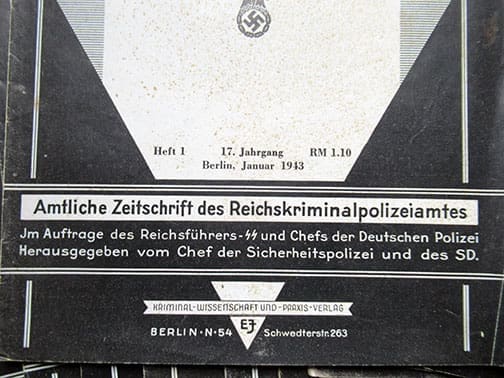 Heft 1 17. Jahrgang RM 1.10
Berlin, Januar 1943
Amtliche Zeitschrift des Reichskriminalpolizeiamtes
Jm Auftrage des Reichsführers-ᛋᛋ und Chefs der Deutschen Polizei
Herausgegeben vom Chef der Sicherheitspolizei und des SD.
KRIMINAL-WISSENSCHAFT UND -PRAXIS-VERLAG
EJ
BERLIN·N·54 Schwedterstr. 263